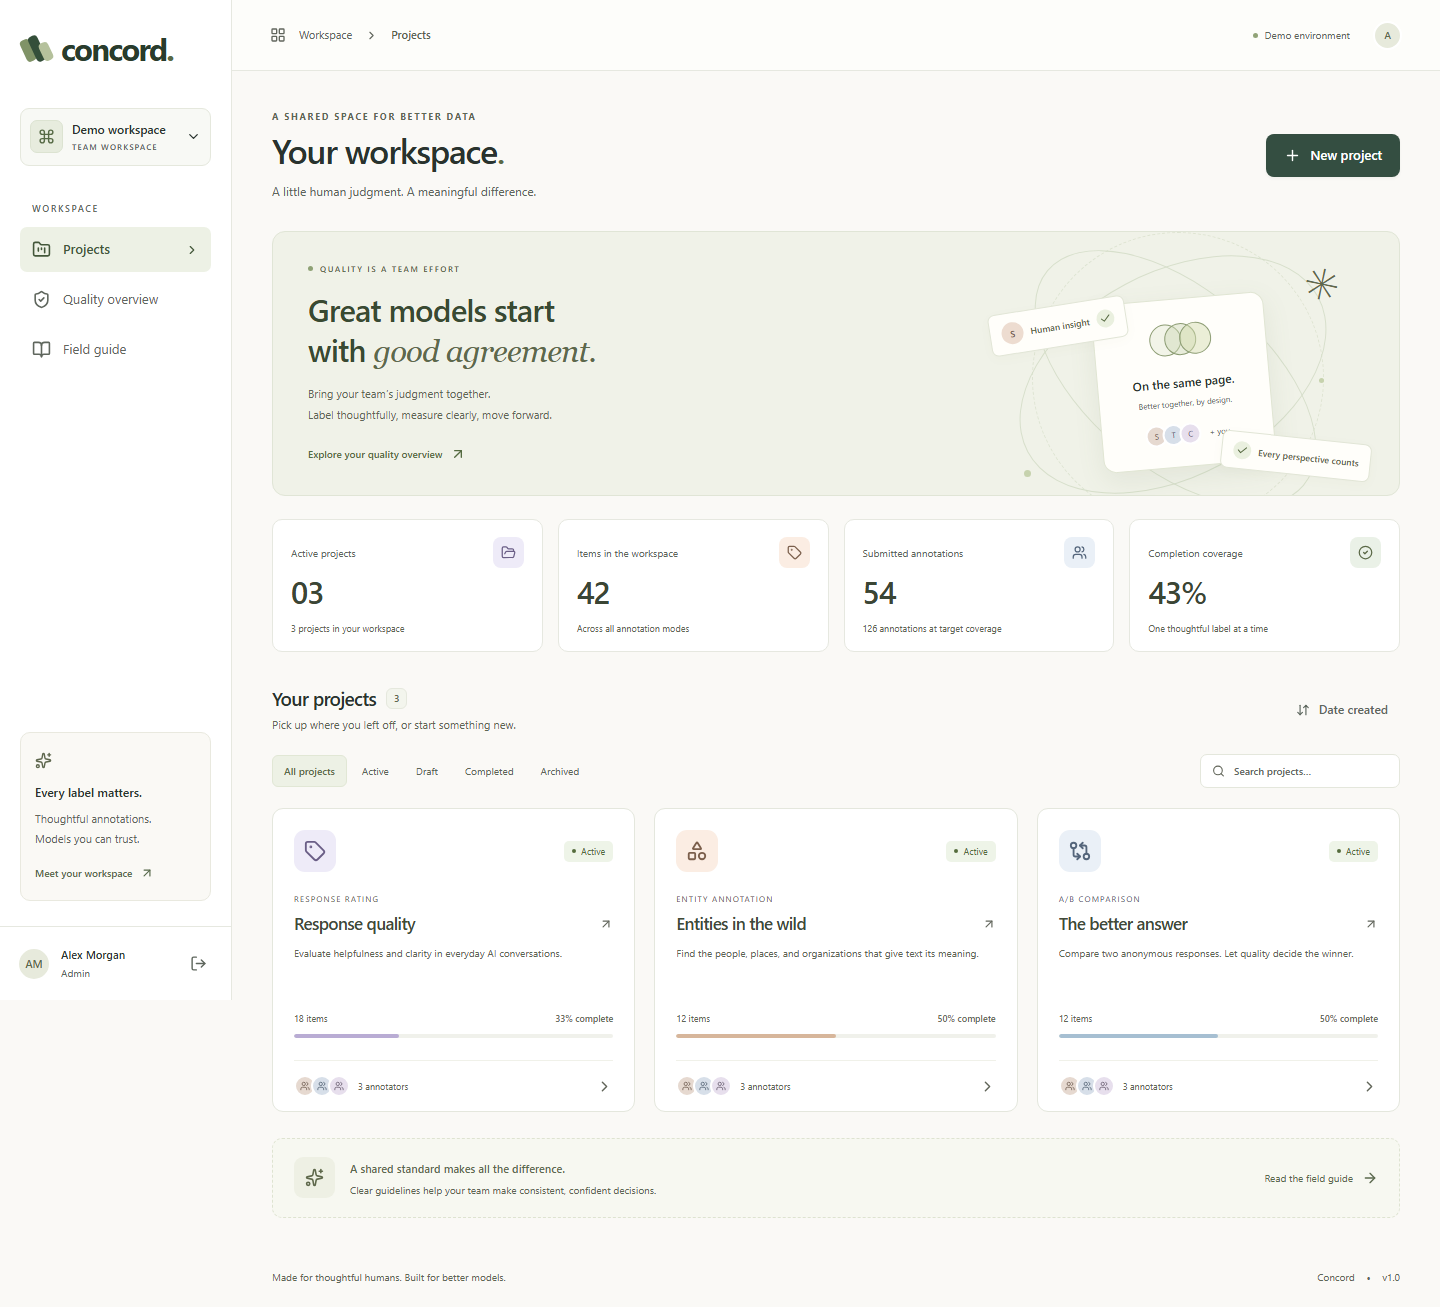 concord.
Demo workspace
TEAM WORKSPACE
WORKSPACE
Projects
Quality overview
Field guide
Every label matters.
Thoughtful annotations.
Models you can trust.
Meet your workspace
AM
Alex Morgan
Admin
Workspace
Projects
Demo environment
A
A SHARED SPACE FOR BETTER DATA
Your workspace.
A little human judgment. A meaningful difference.
New project
QUALITY IS A TEAM EFFORT
Great models start
with good agreement.
Bring your team's judgment together.
Label thoughtfully, measure clearly, move forward.
Explore your quality overview
S Human insight
On the same page.
Better together, by design.
S T C
Every perspective counts
Active projects
03
3 projects in your workspace
Items in the workspace
42
Across all annotation modes
Submitted annotations
54
126 annotations at target coverage
Completion coverage
43%
One thoughtful label at a time
Your projects 3
Pick up where you left off, or start something new.
Date created
All projects Active Draft Completed Archived
Search projects...
Active
RESPONSE RATING
Response quality
Evaluate helpfulness and clarity in everyday AI conversations.
18 items 33% complete
3 annotators
Active
ENTITY ANNOTATION
Entities in the wild
Find the people, places, and organizations that give text its meaning.
12 items 50% complete
3 annotators
Active
A/B COMPARISON
The better answer
Compare two anonymous responses. Let quality decide the winner.
12 items 50% complete
3 annotators
A shared standard makes all the difference.
Clear guidelines help your team make consistent, confident decisions.
Read the field guide
Made for thoughtful humans. Built for better models.
Concord • v1.0